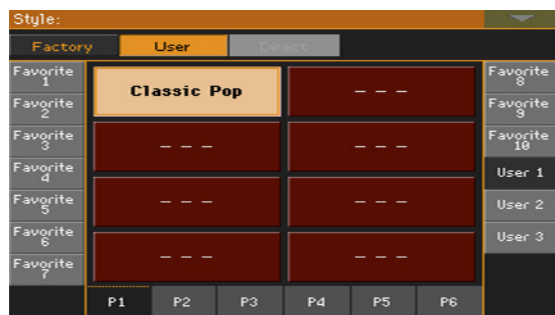 Style:
Factory User Direct
Favorite 1
Favorite 2
Favorite 3
Favorite 4
Favorite 5
Favorite 6
Favorite 7
Classic Pop - - -
- - - - - -
- - - - - -
- - - - - -
Favorite 8
Favorite 9
Favorite 10
User 1
User 2
User 3
P1 P2 P3 P4 P5 P6